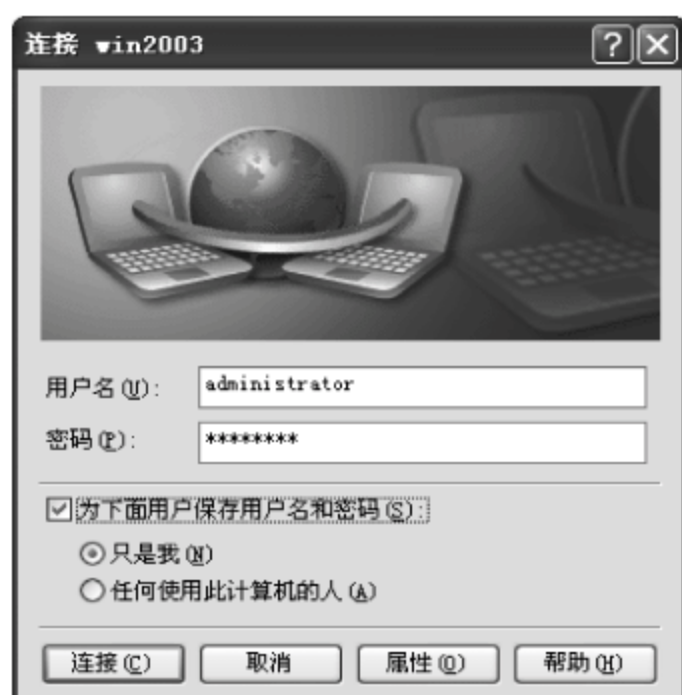 连接 win2003
用户名(U):
administrator
密码(P):
********
为下面用户保存用户名和密码(S):
只是我(N)
任何使用此计算机的人(A)
连接(C) 取消 属性(O) 帮助(H)